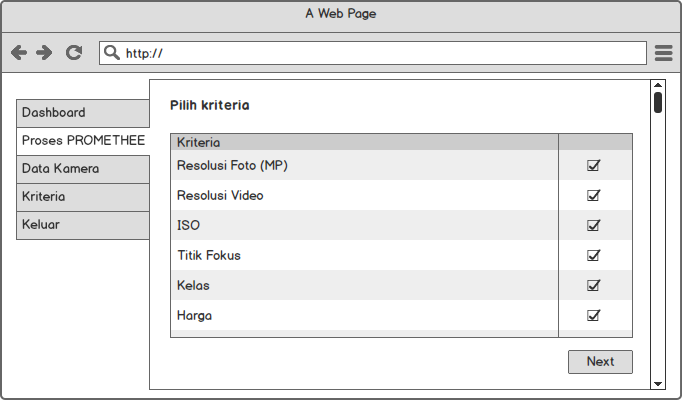 A Web Page
http://
Dashboard
Proses PROMETHEE
Data Kamera
Kriteria
Keluar
Pilih kriteria
Kriteria
Resolusi Foto (MP)
Resolusi Video
ISO
Titik Fokus
Kelas
Harga
Next